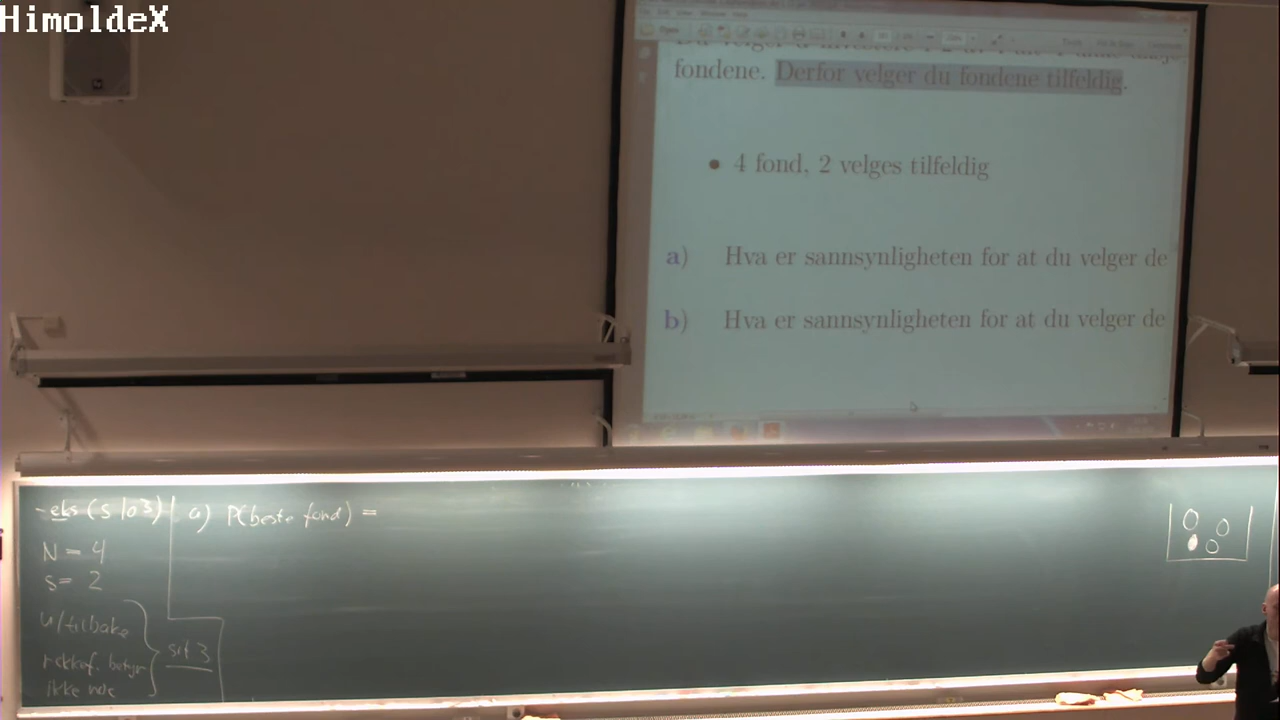 HimoldeX
fondene. Derfor velger du fondene tilfeldig.
• 4 fond, 2 velges tilfeldig
a) Hva er sannsynligheten for at du velger de
b) Hva er sannsynligheten for at du velger de
- eks (s 103)
N = 4
s = 2
u/tilbake
rekkef. betyr
ikke noe
sit 3
a) P(beste fond) =